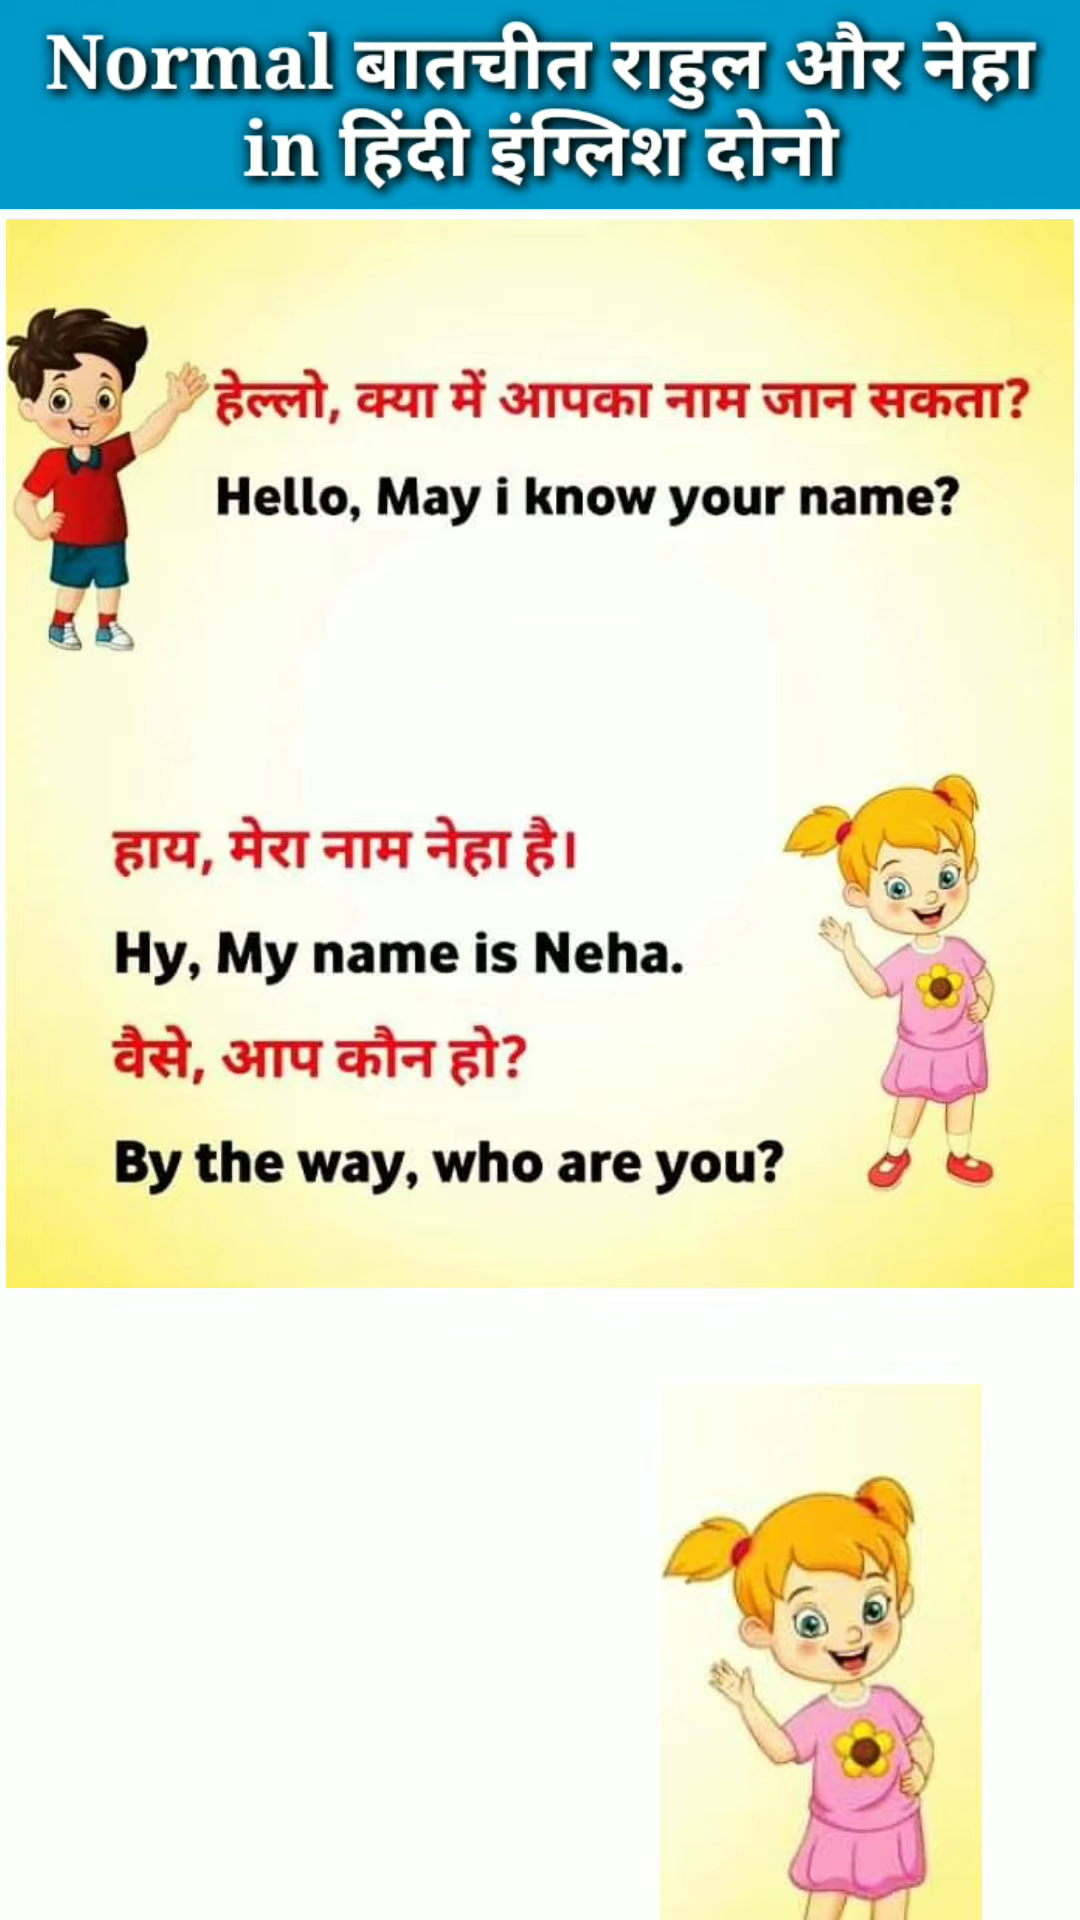 Normal बातचीत राहुल और नेहा
in हिंदी इंग्लिश दोनो
हेल्लो, क्या में आपका नाम जान सकता?
Hello, May i know your name?
हाय, मेरा नाम नेहा है।
Hy, My name is Neha.
वैसे, आप कौन हो?
By the way, who are you?